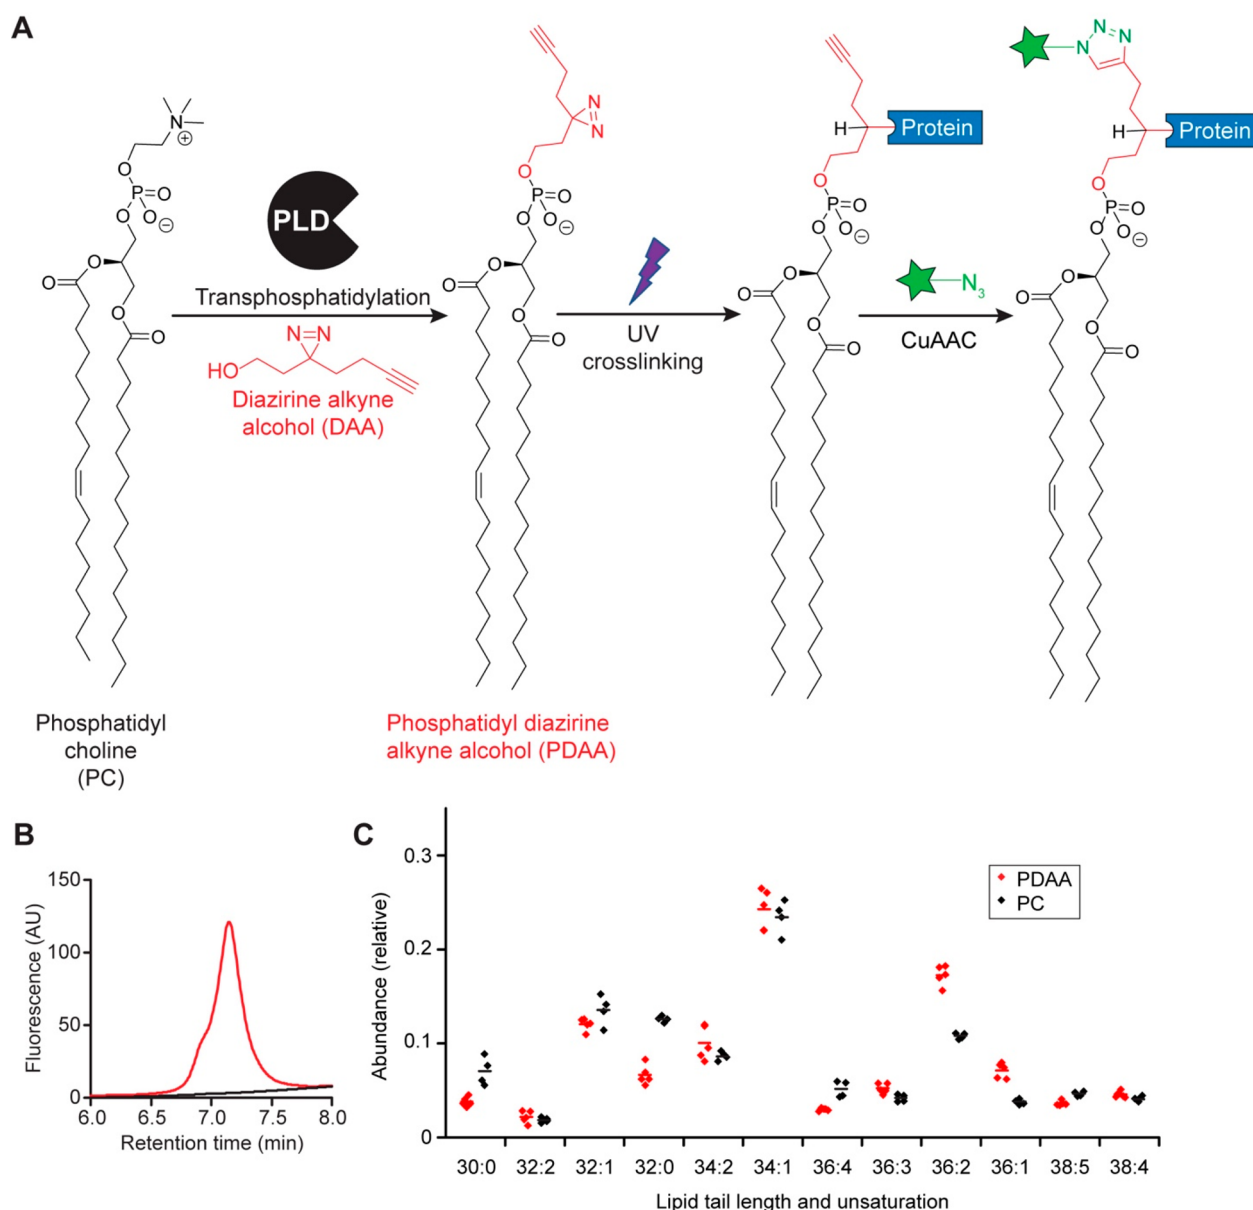 A
N
⊕
O
P=O
O
O⊖
O
O
O
O
PLD
Transphosphatidylation
N=N
HO
Diazirine alkyne
alcohol (DAA)
Phosphatidyl
choline
(PC)
N
N
O
P=O
O
O⊖
O
O
O
O
Phosphatidyl diazirine
alkyne alcohol (PDAA)
UV
crosslinking
H
Protein
O
P=O
O
O⊖
O
O
O
O
N3
CuAAC
N
N=N
H
Protein
O
P=O
O
O⊖
O
O
O
O
B
Fluorescence (AU)
150
100
50
0
6.0 6.5 7.0 7.5 8.0
Retention time (min)
C
Abundance (relative)
0.3
0.2
0.1
0
PDAA
PC
30:0 32:2 32:1 32:0 34:2 34:1 36:4 36:3 36:2 36:1 38:5 38:4
Lipid tail length and unsaturation